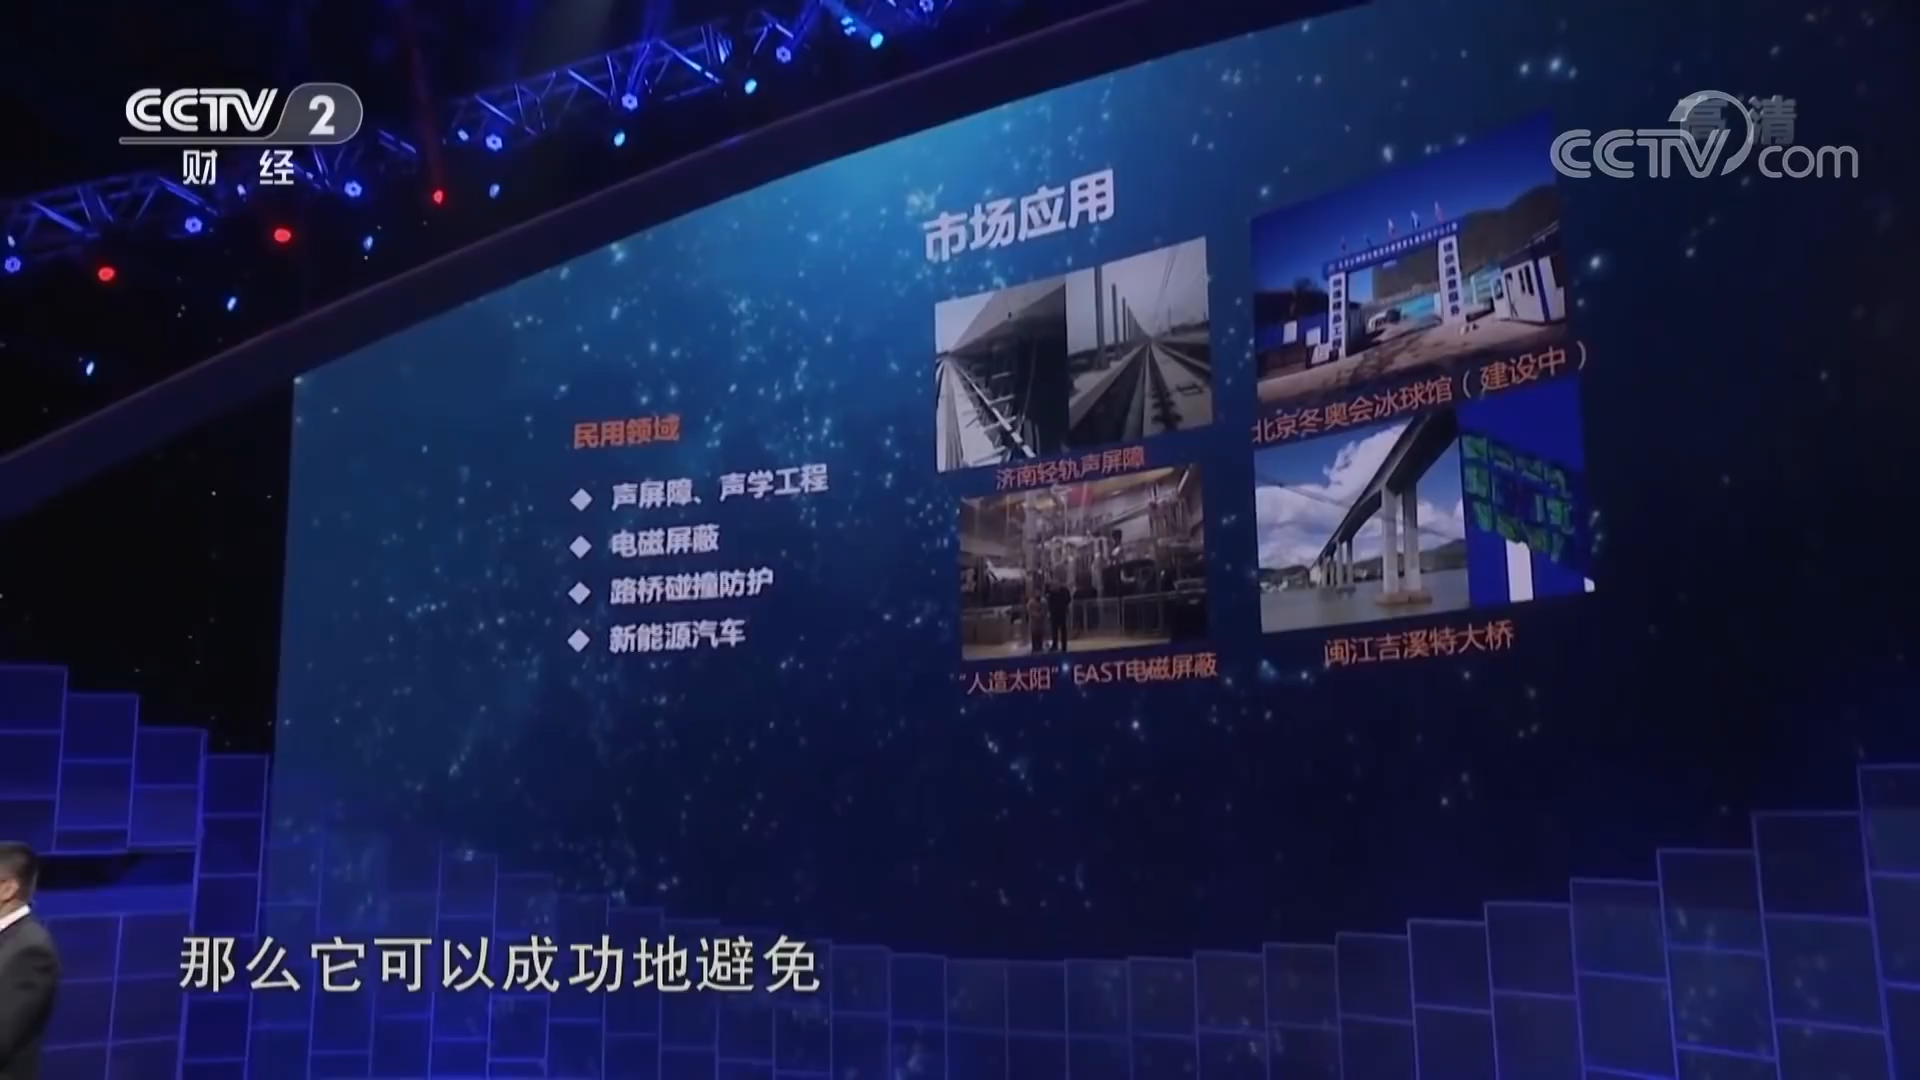 CCTV 2
财 经
高清
CCTV.com
市场应用
民用领域
◆ 声屏障、声学工程
◆ 电磁屏蔽
◆ 路桥碰撞防护
◆ 新能源汽车
济南轻轨声屏障
北京冬奥会冰球馆（建设中）
“人造太阳” EAST电磁屏蔽
闽江吉溪特大桥
那么它可以成功地避免